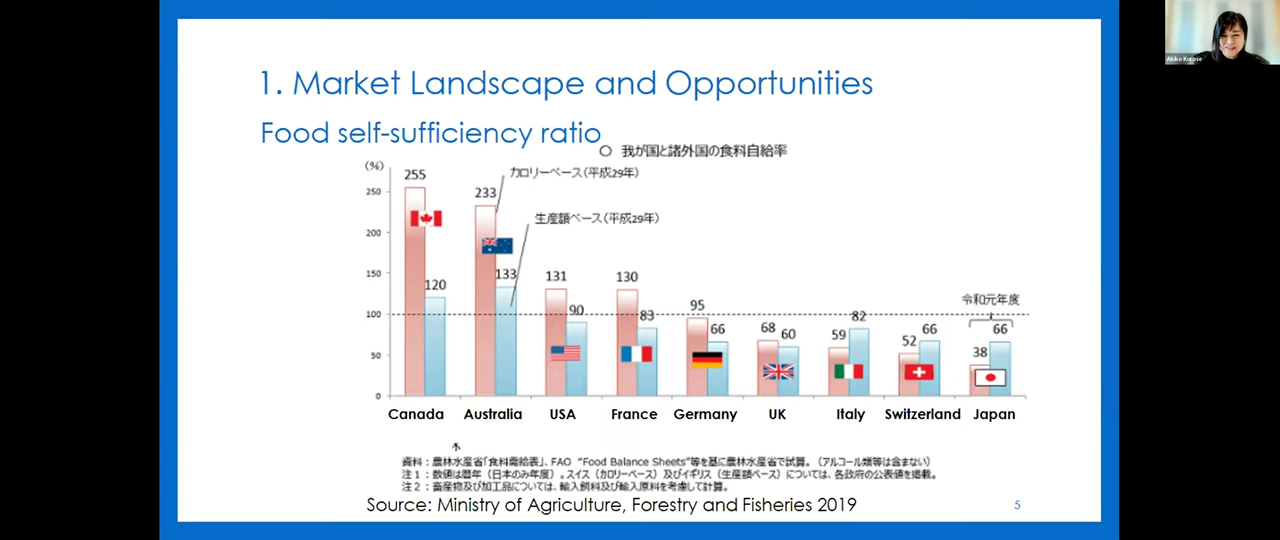 1. Market Landscape and Opportunities
Food self-sufficiency ratio
○ 我が国と諸外国の食料自給率
(%)
カロリーベース(平成29年)
生産額ベース(平成29年)
令和元年度
250
200
150
100
50
0
255
120
233
133
131
90
130
83
95
66
68
60
59
82
52
66
38
66
Canada
Australia
USA
France
Germany
UK
Italy
Switzerland
Japan
資料:農林水産省「食料需給表」、FAO “Food Balance Sheets”等を基に農林水産省で試算。(アルコール類等は含まない)
注1:数値は暦年(日本のみ年度)。スイス(カロリーベース)及びイギリス(生産額ベース)については、各政府の公表値を掲載。
注2:畜産物及び加工品については、輸入飼料及び輸入原料を考慮して計算。
Source: Ministry of Agriculture, Forestry and Fisheries 2019
5
Akiko Kurose